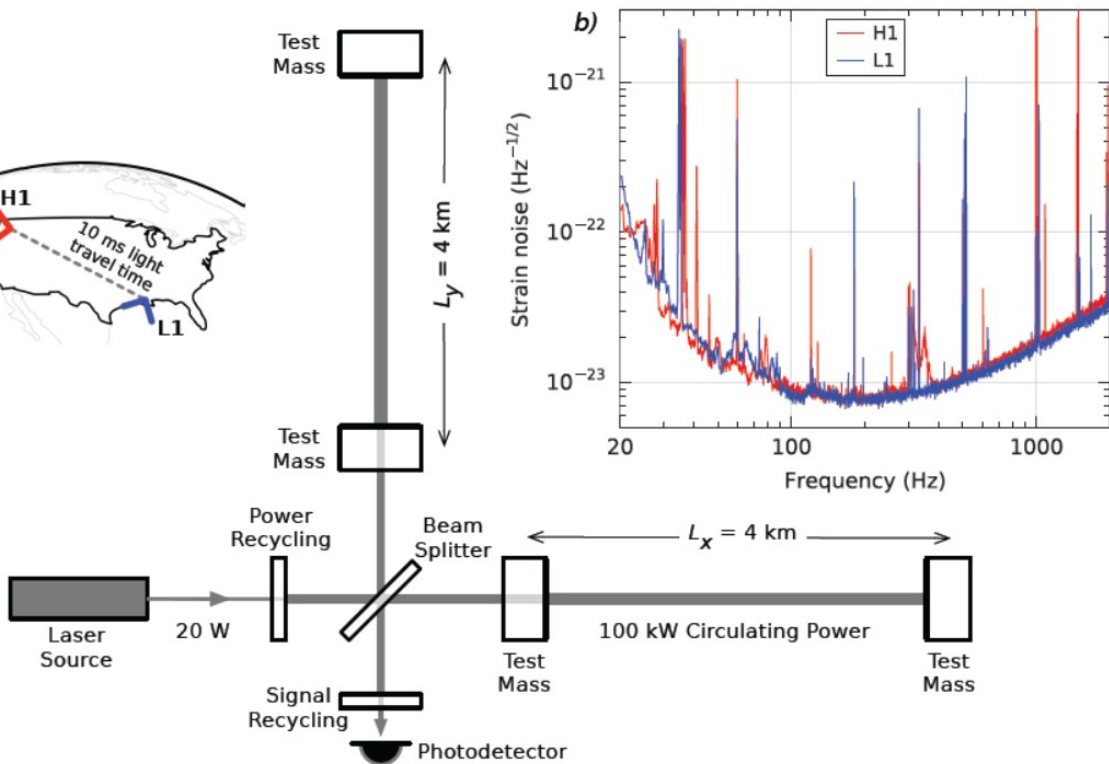 Test
Mass
L_y = 4 km
H1
10 ms light
travel time
L1
Test
Mass
Power
Recycling
Beam
Splitter
L_x = 4 km
Laser
Source
20 W
100 kW Circulating Power
Test
Mass
Test
Mass
Signal
Recycling
Photodetector
b)
H1
L1
Strain noise (Hz^{-1/2})
10^{-21}
10^{-22}
10^{-23}
20
100
1000
Frequency (Hz)